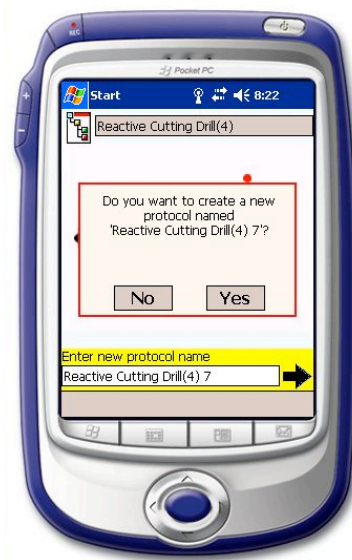 REC
Pocket PC
Start 8:22
Reactive Cutting Drill(4)
Do you want to create a new
protocol named
'Reactive Cutting Drill(4) 7'?
No Yes
Enter new protocol name
Reactive Cutting Drill(4) 7